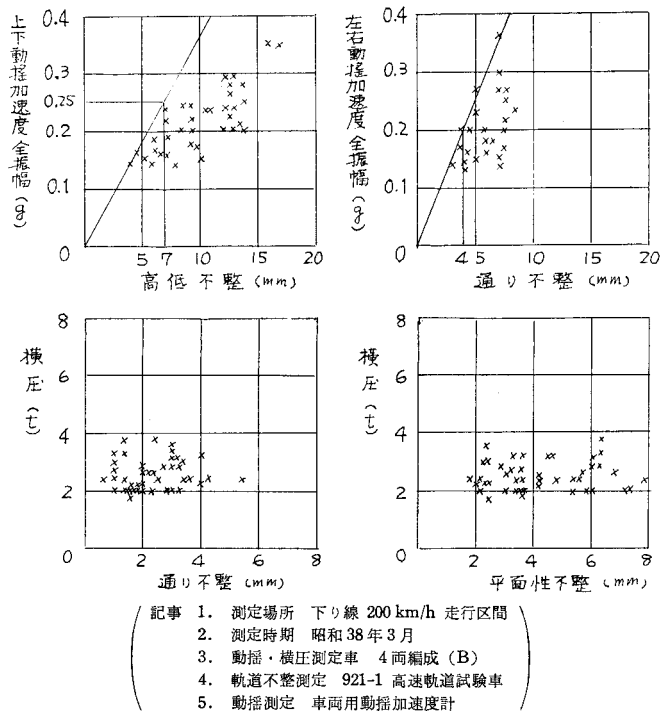 上下動揺加速度全振幅(g)
0.4
0.3
0.25
0.2
0.1
0
5 7 10 15 20
高低不整(mm)
左右動揺加速度全振幅(g)
0.4
0.3
0.2
0.1
0
4 5 10 15 20
通り不整(mm)
横圧(t)
8
6
4
2
0
2 4 6 8
通り不整(mm)
横圧(t)
8
6
4
2
0
2 4 6 8
平面性不整(mm)
記事 1. 測定場所 下り線 200 km/h 走行区間
2. 測定時期 昭和38年3月
3. 動揺・横圧測定車 4両編成(B)
4. 軌道不整測定 921-1 高速軌道試験車
5. 動揺測定 車両用動揺加速度計